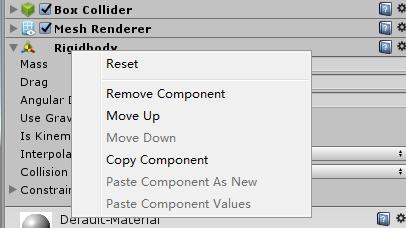 Box Collider
Mesh Renderer
Rigidbody
Mass
Reset
Drag
Remove Component
Angular D
Move Up
Use Grav
Move Down
Is Kinem
Copy Component
Interpola
Collision
Paste Component As New
Constrain
Paste Component Values
Default-Material